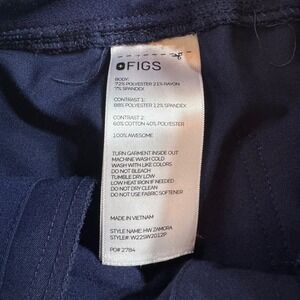 FIGS
BODY:
72% POLYESTER 21% RAYON
7% SPANDEX
CONTRAST 1:
88% POLYESTER 12% SPANDEX
CONTRAST 2:
60% COTTON 40% POLYESTER
100% AWESOME
TURN GARMENT INSIDE OUT
MACHINE WASH COLD
WASH WITH LIKE COLORS
DO NOT BLEACH
TUMBLE DRY LOW
LOW HEAT IRON IF NEEDED
DO NOT DRY CLEAN
DO NOT USE FABRIC SOFTENER
MADE IN VIETNAM
STYLE NAME: HW ZAMORA
STYLE#: W22SW2012P
PO# 2784